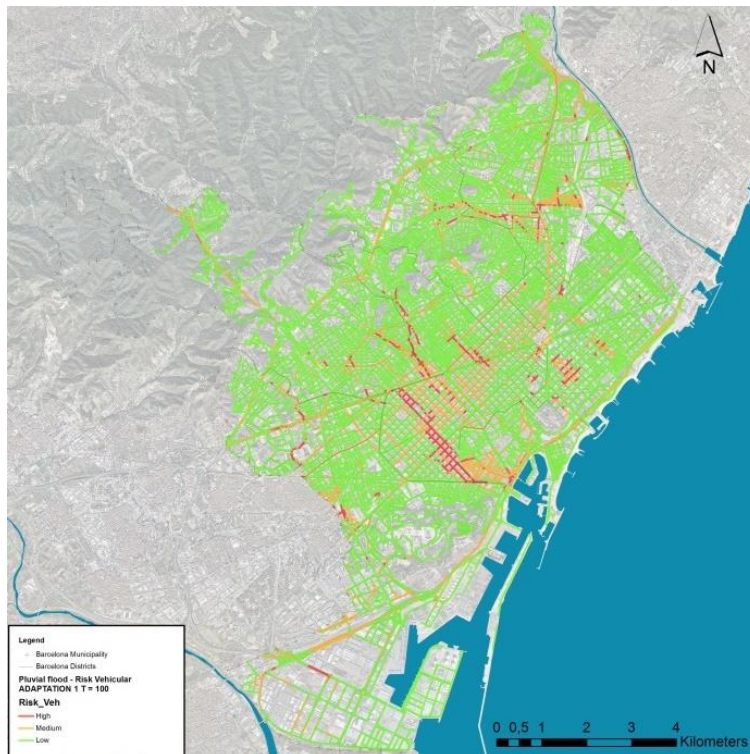 N
Legend
Barcelona Municipality
Barcelona Districts
Pluvial flood - Risk Vehicular
ADAPTATION 1 T = 100
Risk_Veh
High
Medium
Low
0 0,5 1 2 3 4
Kilometers